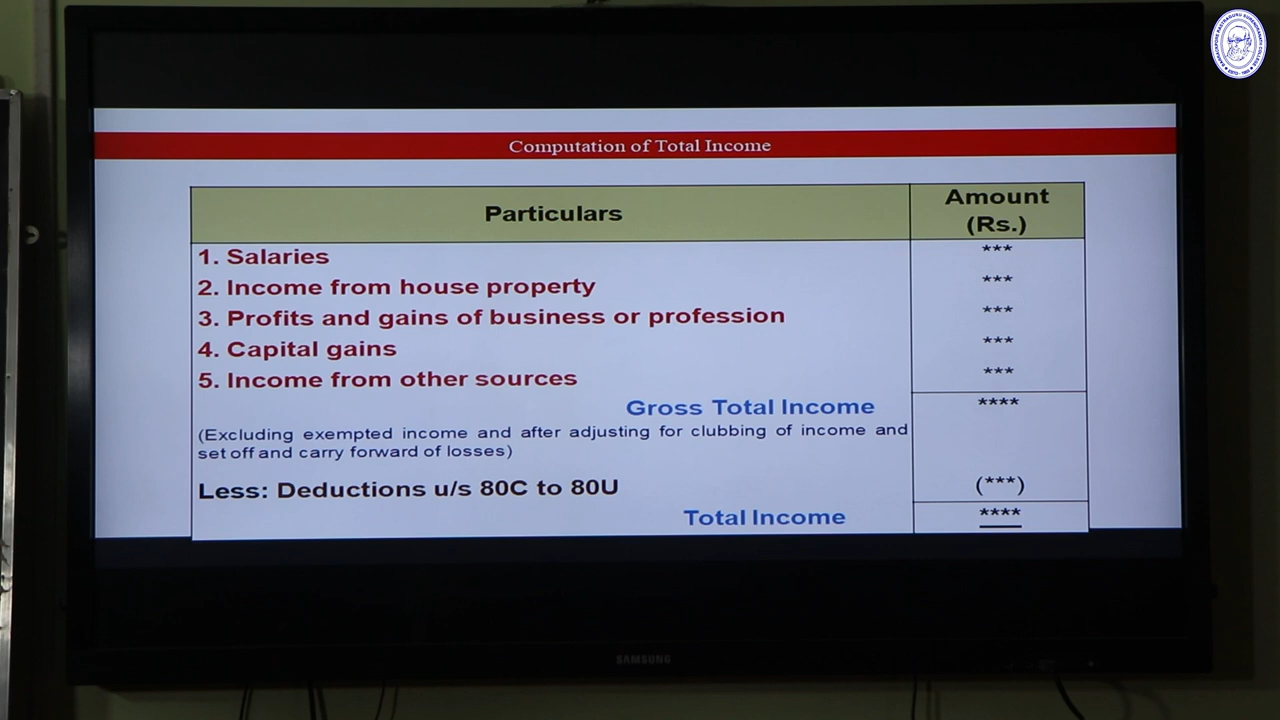 Computation of Total Income
Particulars
Amount
(Rs.)
1. Salaries
***
2. Income from house property
***
3. Profits and gains of business or profession
***
4. Capital gains
***
5. Income from other sources
***
Gross Total Income
****
(Excluding exempted income and after adjusting for clubbing of income and
set off and carry forward of losses)
Less: Deductions u/s 80C to 80U
(***)
Total Income
****
SAMSUNG